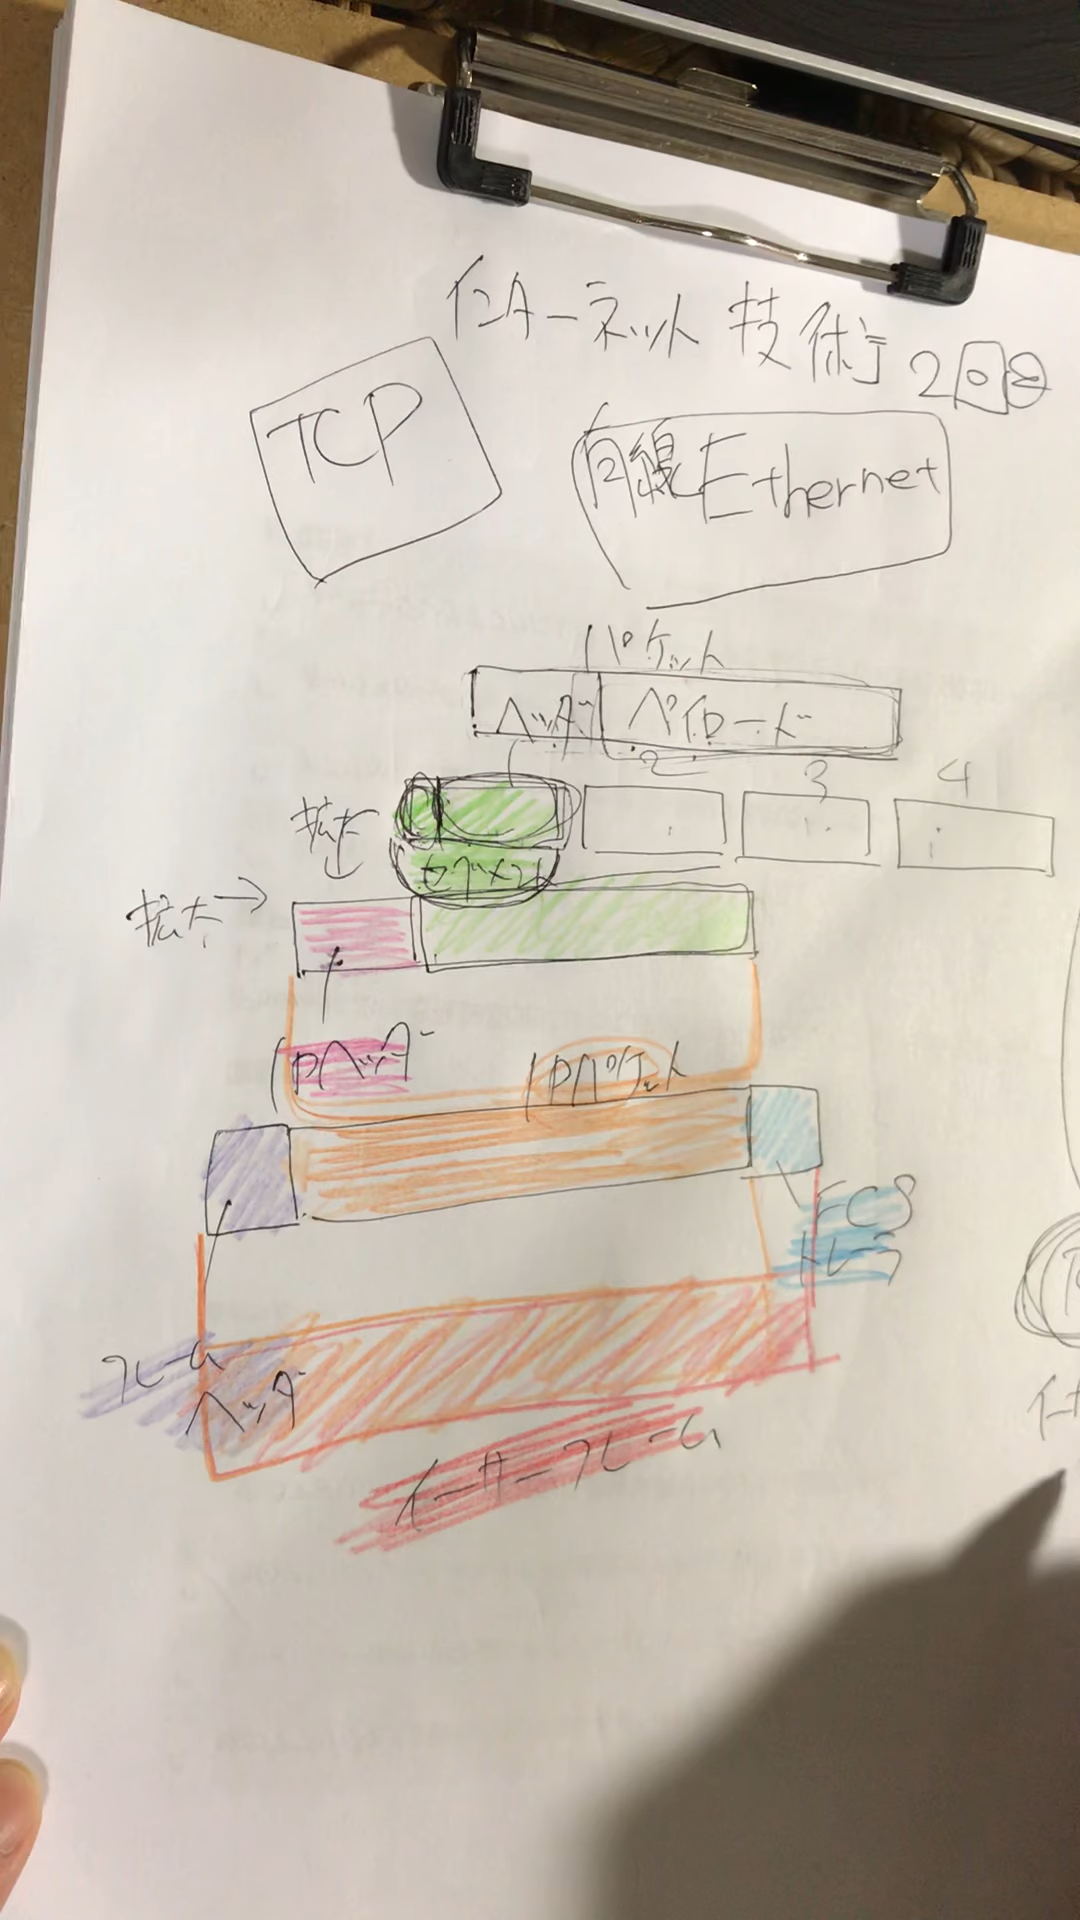 インターネット技術 2回目
TCP
有線Ethernet
パケット
ヘッダ ペイロード
2 3 4
拡大
セグメント
拡大→
IPヘッダ
IPパケット
FCS
トレラ
フレーム
ヘッダ
イーサーフレーム